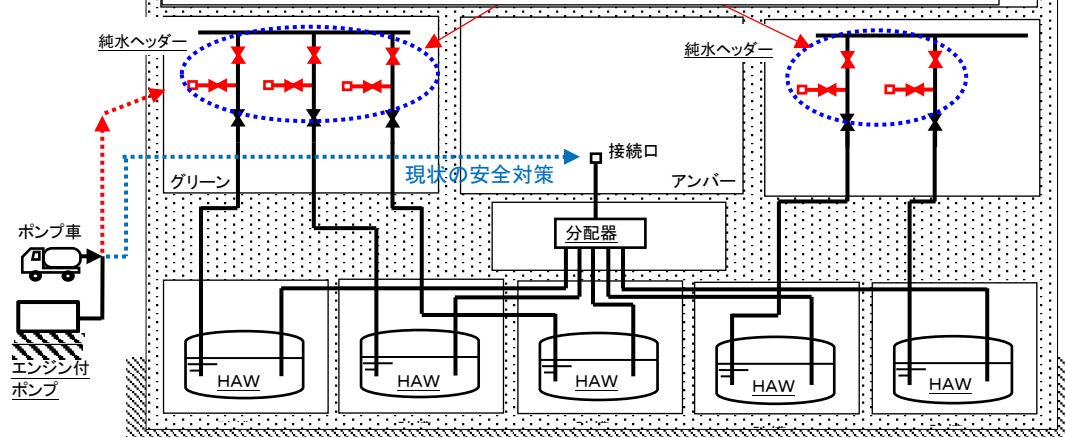 純水ヘッダー
純水ヘッダー
接続口
現状の安全対策
グリーン
アンバー
ポンプ車
分配器
エンジン付
ポンプ
HAW
HAW
HAW
HAW
HAW